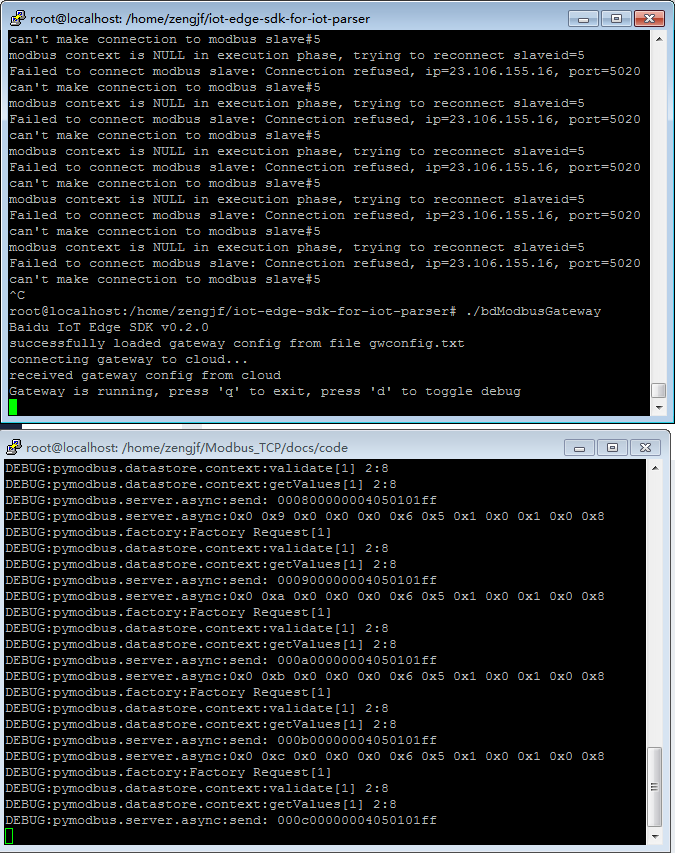 root@localhost: /home/zengjf/iot-edge-sdk-for-iot-parser
can't make connection to modbus slave#5
modbus context is NULL in execution phase, trying to reconnect slaveid=5
Failed to connect modbus slave: Connection refused, ip=23.106.155.16, port=5020
can't make connection to modbus slave#5
modbus context is NULL in execution phase, trying to reconnect slaveid=5
Failed to connect modbus slave: Connection refused, ip=23.106.155.16, port=5020
can't make connection to modbus slave#5
modbus context is NULL in execution phase, trying to reconnect slaveid=5
Failed to connect modbus slave: Connection refused, ip=23.106.155.16, port=5020
can't make connection to modbus slave#5
modbus context is NULL in execution phase, trying to reconnect slaveid=5
Failed to connect modbus slave: Connection refused, ip=23.106.155.16, port=5020
can't make connection to modbus slave#5
modbus context is NULL in execution phase, trying to reconnect slaveid=5
Failed to connect modbus slave: Connection refused, ip=23.106.155.16, port=5020
can't make connection to modbus slave#5
^C
root@localhost:/home/zengjf/iot-edge-sdk-for-iot-parser# ./bdModbusGateway
Baidu IoT Edge SDK v0.2.0
successfully loaded gateway config from file gwconfig.txt
connecting gateway to cloud...
received gateway config from cloud
Gateway is running, press 'q' to exit, press 'd' to toggle debug
root@localhost: /home/zengjf/Modbus_TCP/docs/code
DEBUG:pymodbus.datastore.context:validate[1] 2:8
DEBUG:pymodbus.datastore.context:getValues[1] 2:8
DEBUG:pymodbus.server.async:send: 000800000004050101ff
DEBUG:pymodbus.server.async:0x0 0x9 0x0 0x0 0x0 0x6 0x5 0x1 0x0 0x1 0x0 0x8
DEBUG:pymodbus.factory:Factory Request[1]
DEBUG:pymodbus.datastore.context:validate[1] 2:8
DEBUG:pymodbus.datastore.context:getValues[1] 2:8
DEBUG:pymodbus.server.async:send: 000900000004050101ff
DEBUG:pymodbus.server.async:0x0 0xa 0x0 0x0 0x0 0x6 0x5 0x1 0x0 0x1 0x0 0x8
DEBUG:pymodbus.factory:Factory Request[1]
DEBUG:pymodbus.datastore.context:validate[1] 2:8
DEBUG:pymodbus.datastore.context:getValues[1] 2:8
DEBUG:pymodbus.server.async:send: 000a00000004050101ff
DEBUG:pymodbus.server.async:0x0 0xb 0x0 0x0 0x0 0x6 0x5 0x1 0x0 0x1 0x0 0x8
DEBUG:pymodbus.factory:Factory Request[1]
DEBUG:pymodbus.datastore.context:validate[1] 2:8
DEBUG:pymodbus.datastore.context:getValues[1] 2:8
DEBUG:pymodbus.server.async:send: 000b00000004050101ff
DEBUG:pymodbus.server.async:0x0 0xc 0x0 0x0 0x0 0x6 0x5 0x1 0x0 0x1 0x0 0x8
DEBUG:pymodbus.factory:Factory Request[1]
DEBUG:pymodbus.datastore.context:validate[1] 2:8
DEBUG:pymodbus.datastore.context:getValues[1] 2:8
DEBUG:pymodbus.server.async:send: 000c00000004050101ff